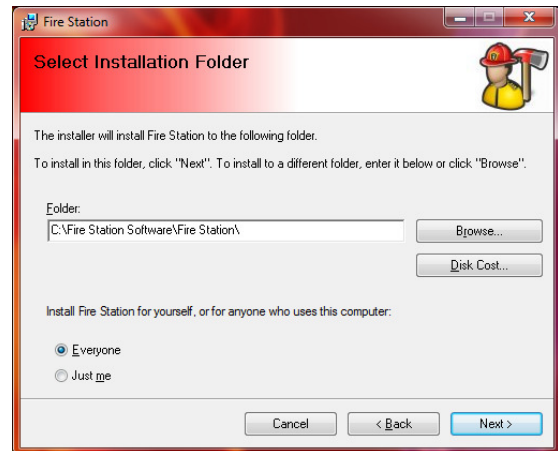 Fire Station
Select Installation Folder
The installer will install Fire Station to the following folder.
To install in this folder, click "Next". To install to a different folder, enter it below or click "Browse".
Folder:
C:\Fire Station Software\Fire Station\
Browse...
Disk Cost...
Install Fire Station for yourself, or for anyone who uses this computer:
Everyone
Just me
Cancel
< Back
Next >